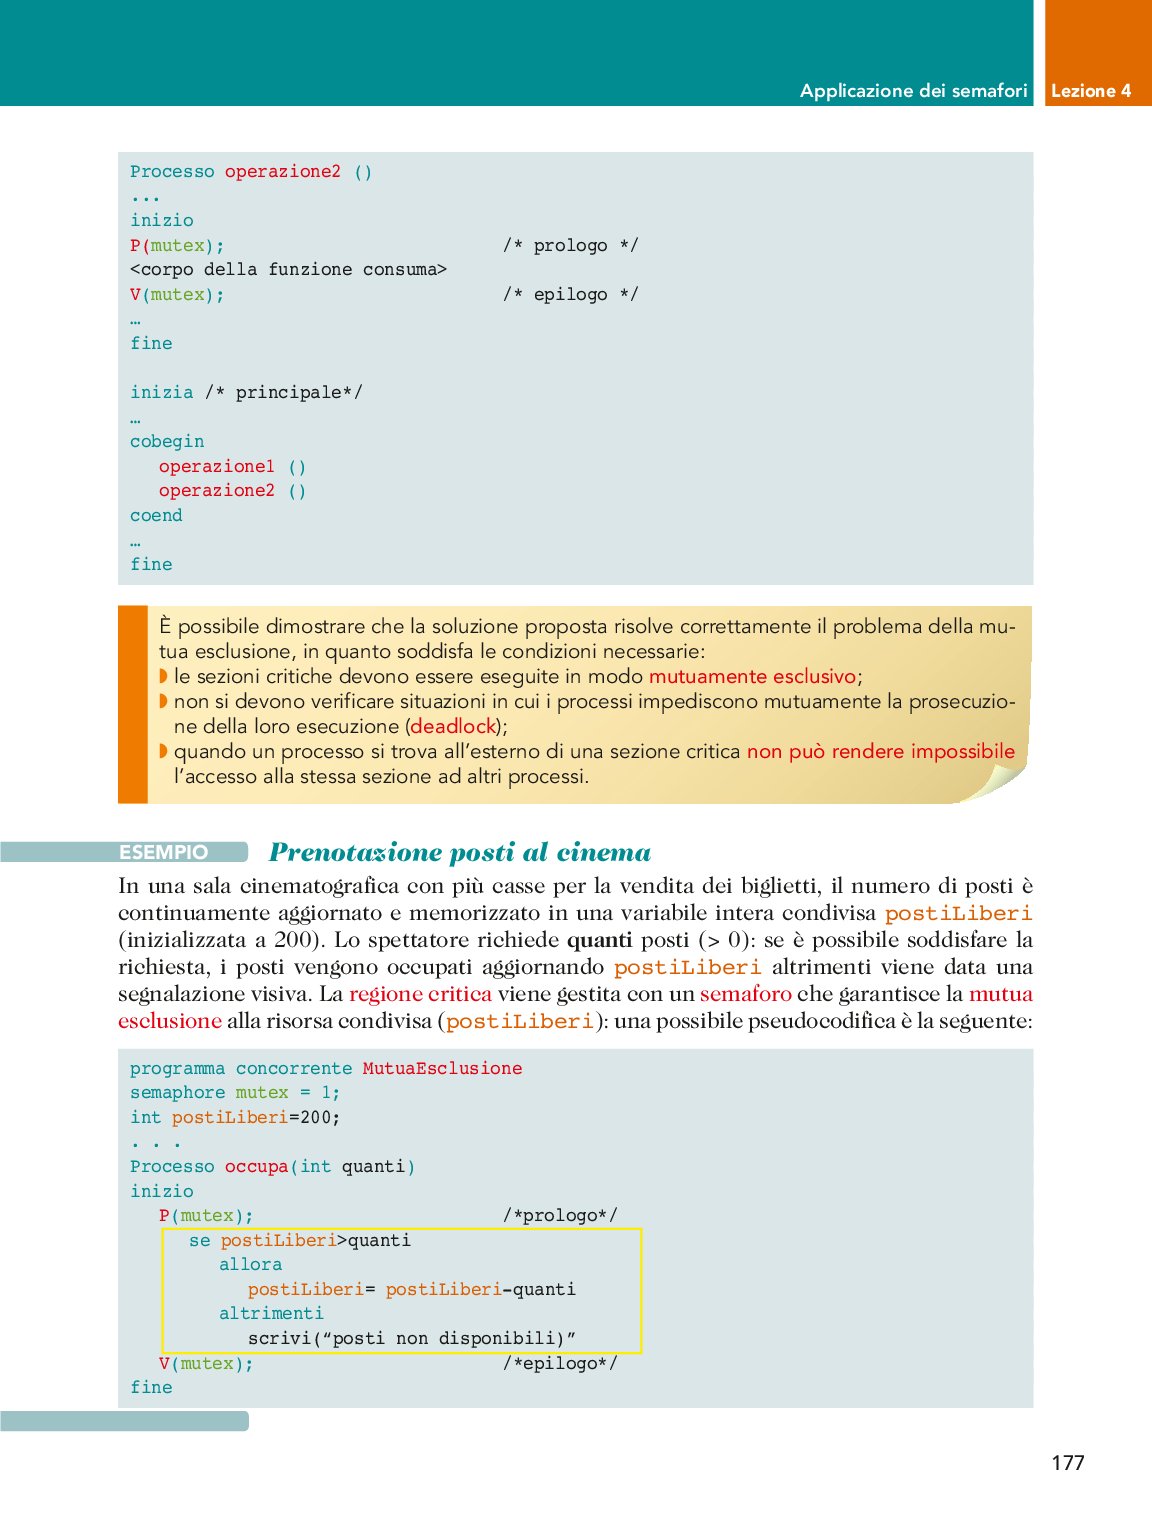 Applicazione dei semafori Lezione 4
Processo operazione2 ()
...
inizio
P(mutex); /* prologo */
<corpo della funzione consuma>
V(mutex); /* epilogo */
…
fine
inizia /* principale*/
…
cobegin
operazione1 ()
operazione2 ()
coend
…
fine
È possibile dimostrare che la soluzione proposta risolve correttamente il problema della mu-
tua esclusione, in quanto soddisfa le condizioni necessarie:
◗ le sezioni critiche devono essere eseguite in modo mutuamente esclusivo;
◗ non si devono verificare situazioni in cui i processi impediscono mutuamente la prosecuzio-
ne della loro esecuzione (deadlock);
◗ quando un processo si trova all’esterno di una sezione critica non può rendere impossibile
l’accesso alla stessa sezione ad altri processi.
ESEMPIO Prenotazione posti al cinema
In una sala cinematografica con più casse per la vendita dei biglietti, il numero di posti è
continuamente aggiornato e memorizzato in una variabile intera condivisa postiLiberi
(inizializzata a 200). Lo spettatore richiede quanti posti (> 0): se è possibile soddisfare la
richiesta, i posti vengono occupati aggiornando postiLiberi altrimenti viene data una
segnalazione visiva. La regione critica viene gestita con un semaforo che garantisce la mutua
esclusione alla risorsa condivisa (postiLiberi): una possibile pseudocodifica è la seguente:
programma concorrente MutuaEsclusione
semaphore mutex = 1;
int postiLiberi=200;
. . .
Processo occupa(int quanti)
inizio
P(mutex); /*prologo*/
se postiLiberi>quanti
allora
postiLiberi= postiLiberi-quanti
altrimenti
scrivi(“posti non disponibili)”
V(mutex); /*epilogo*/
fine
177